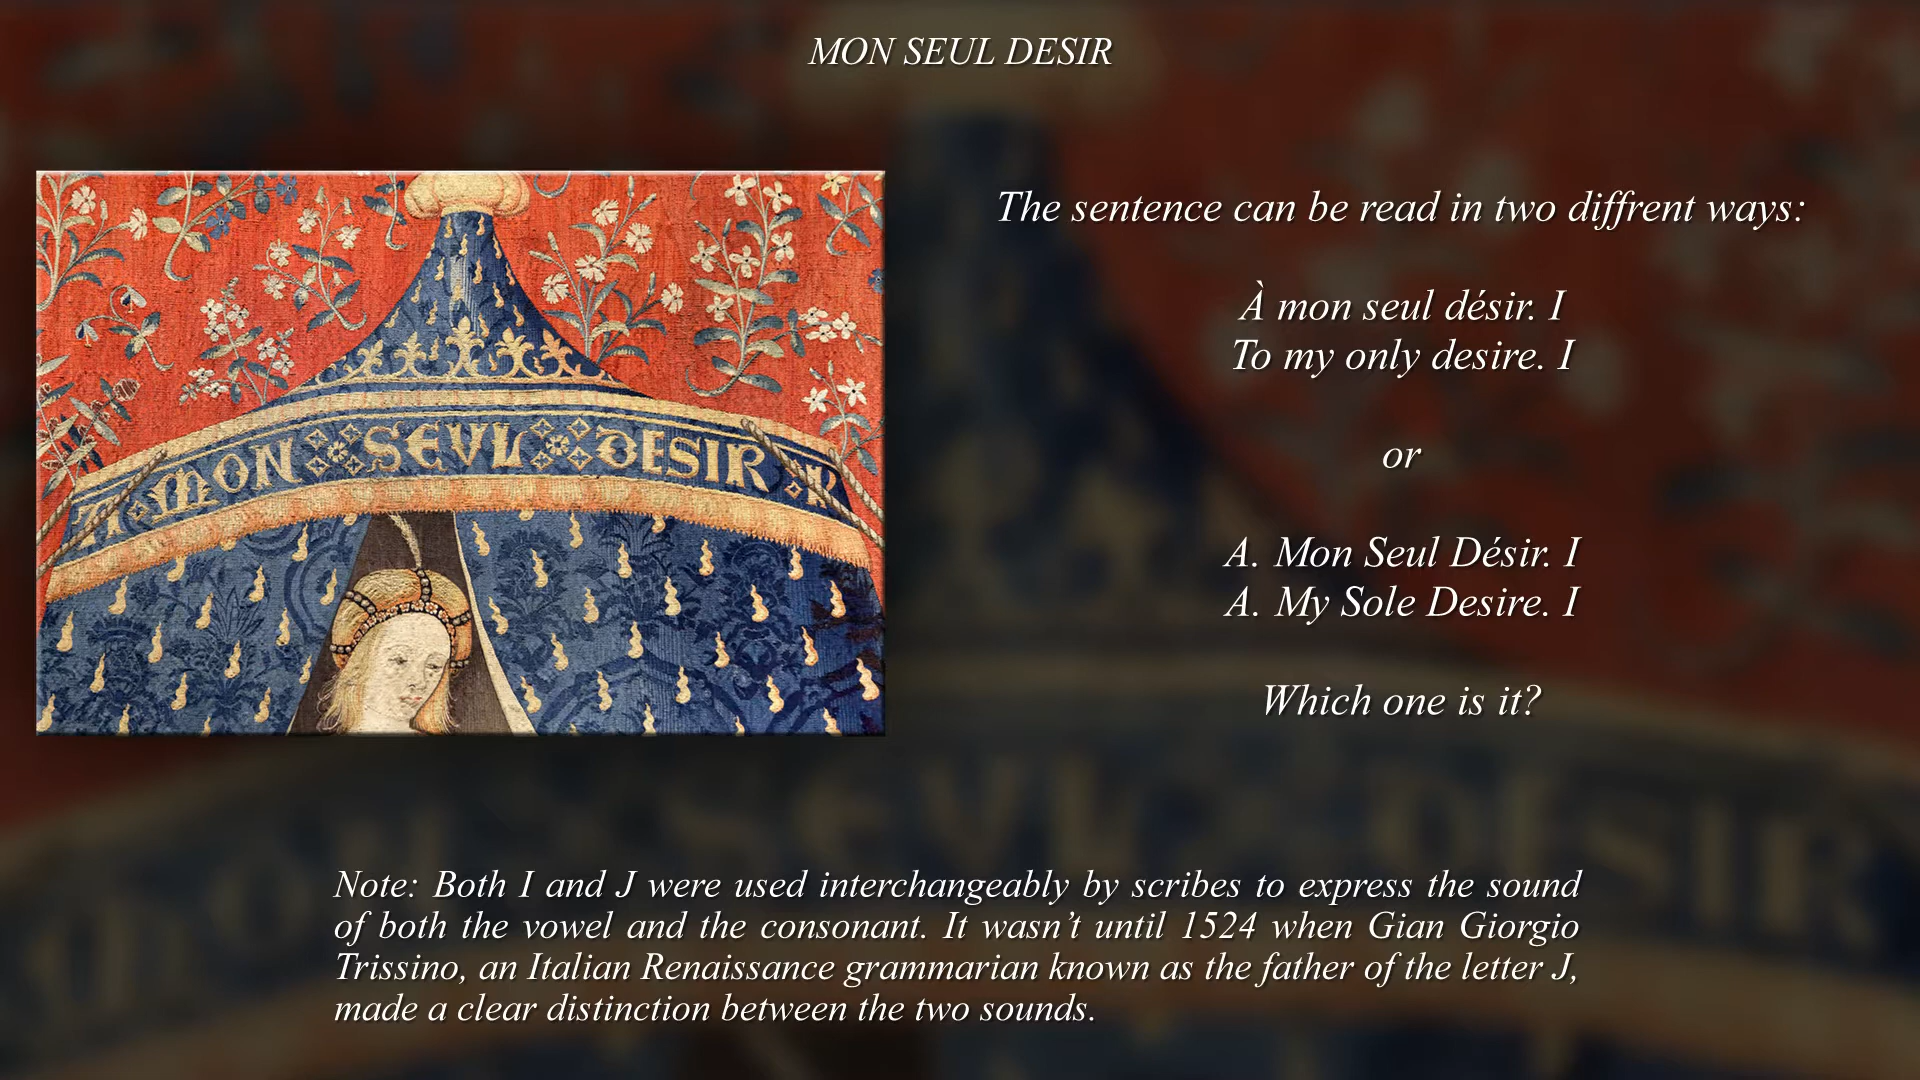 MON SEUL DESIR
A MON SEVL DESIR
The sentence can be read in two diffrent ways:
À mon seul désir. I
To my only desire. I
or
A. Mon Seul Désir. I
A. My Sole Desire. I
Which one is it?
Note: Both I and J were used interchangeably by scribes to express the sound
of both the vowel and the consonant. It wasn’t until 1524 when Gian Giorgio
Trissino, an Italian Renaissance grammarian known as the father of the letter J,
made a clear distinction between the two sounds.